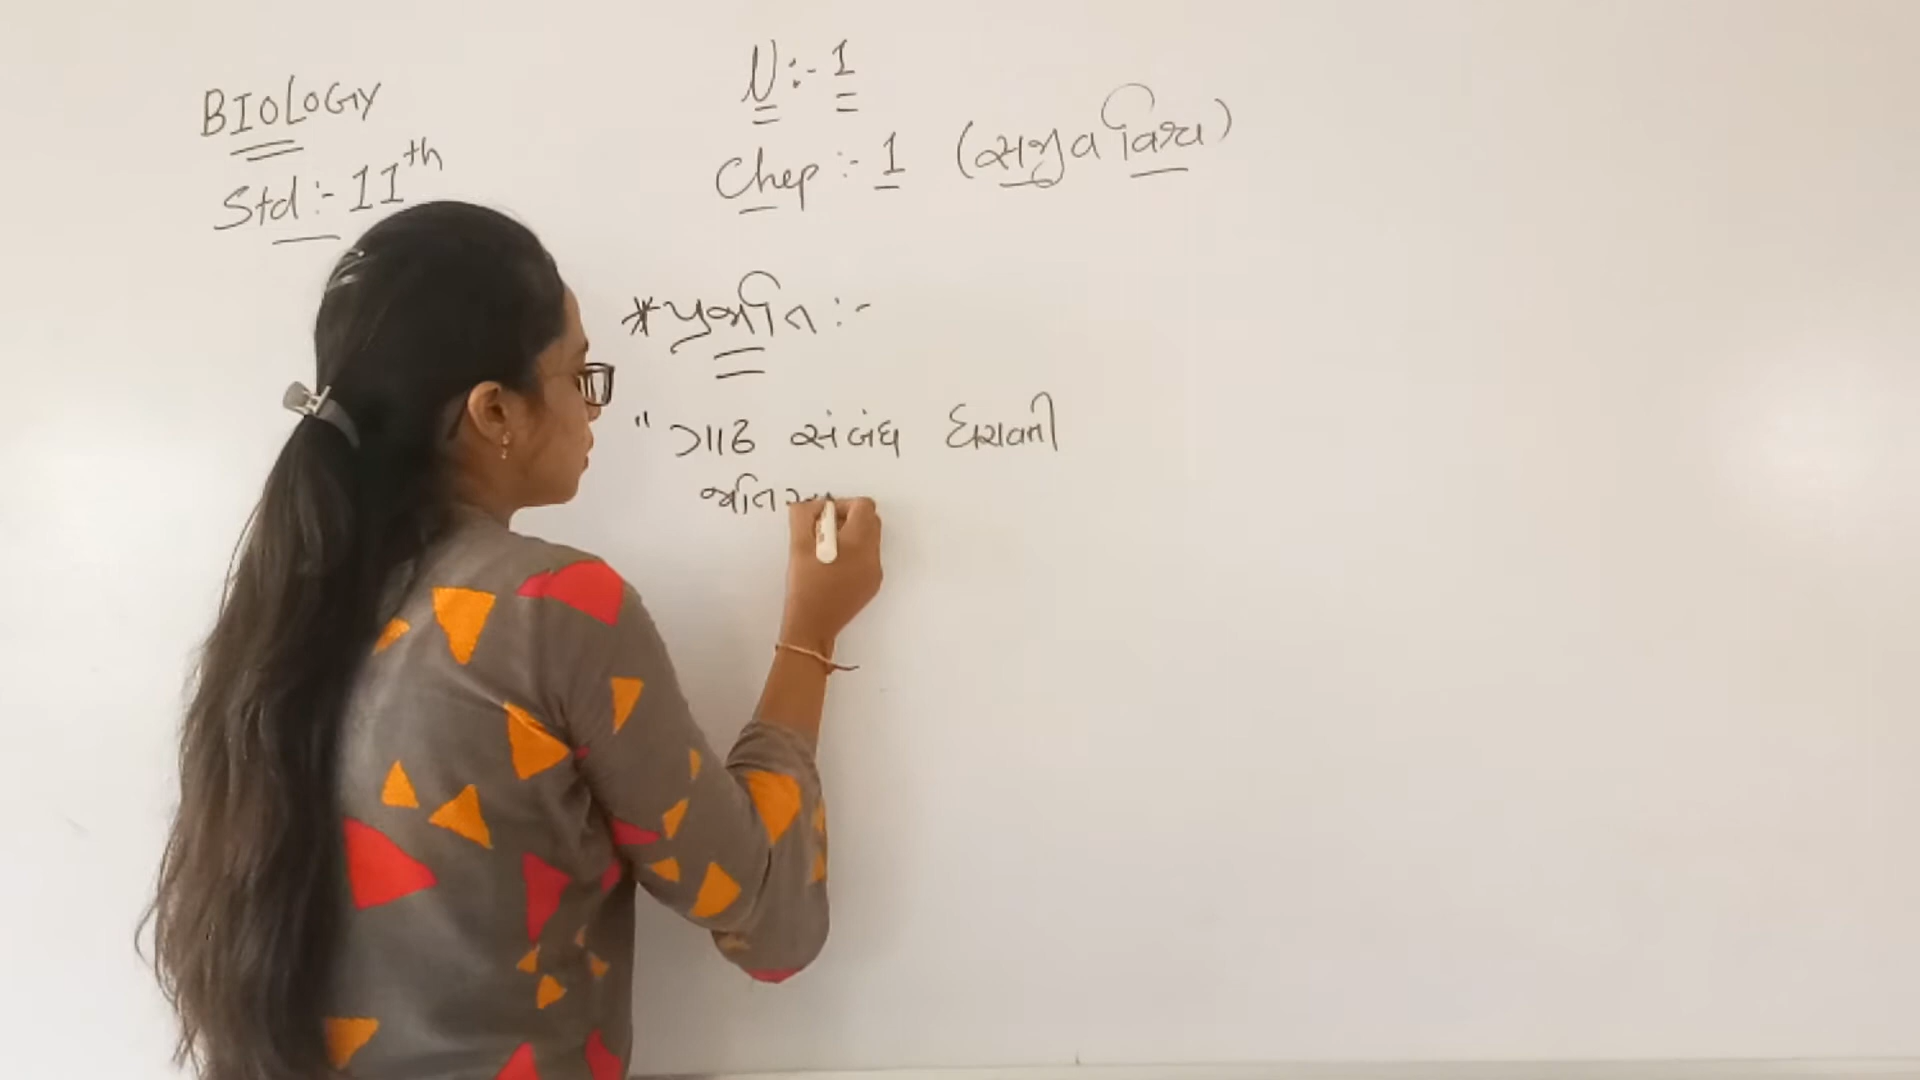 BIOLOGY
Std :- 11th
U :- 1
Chep :- 1 (સજીવ વિશ્વ)
* પ્રજાતિ :-
" ગાઢ સંબંધ ધરાવતી